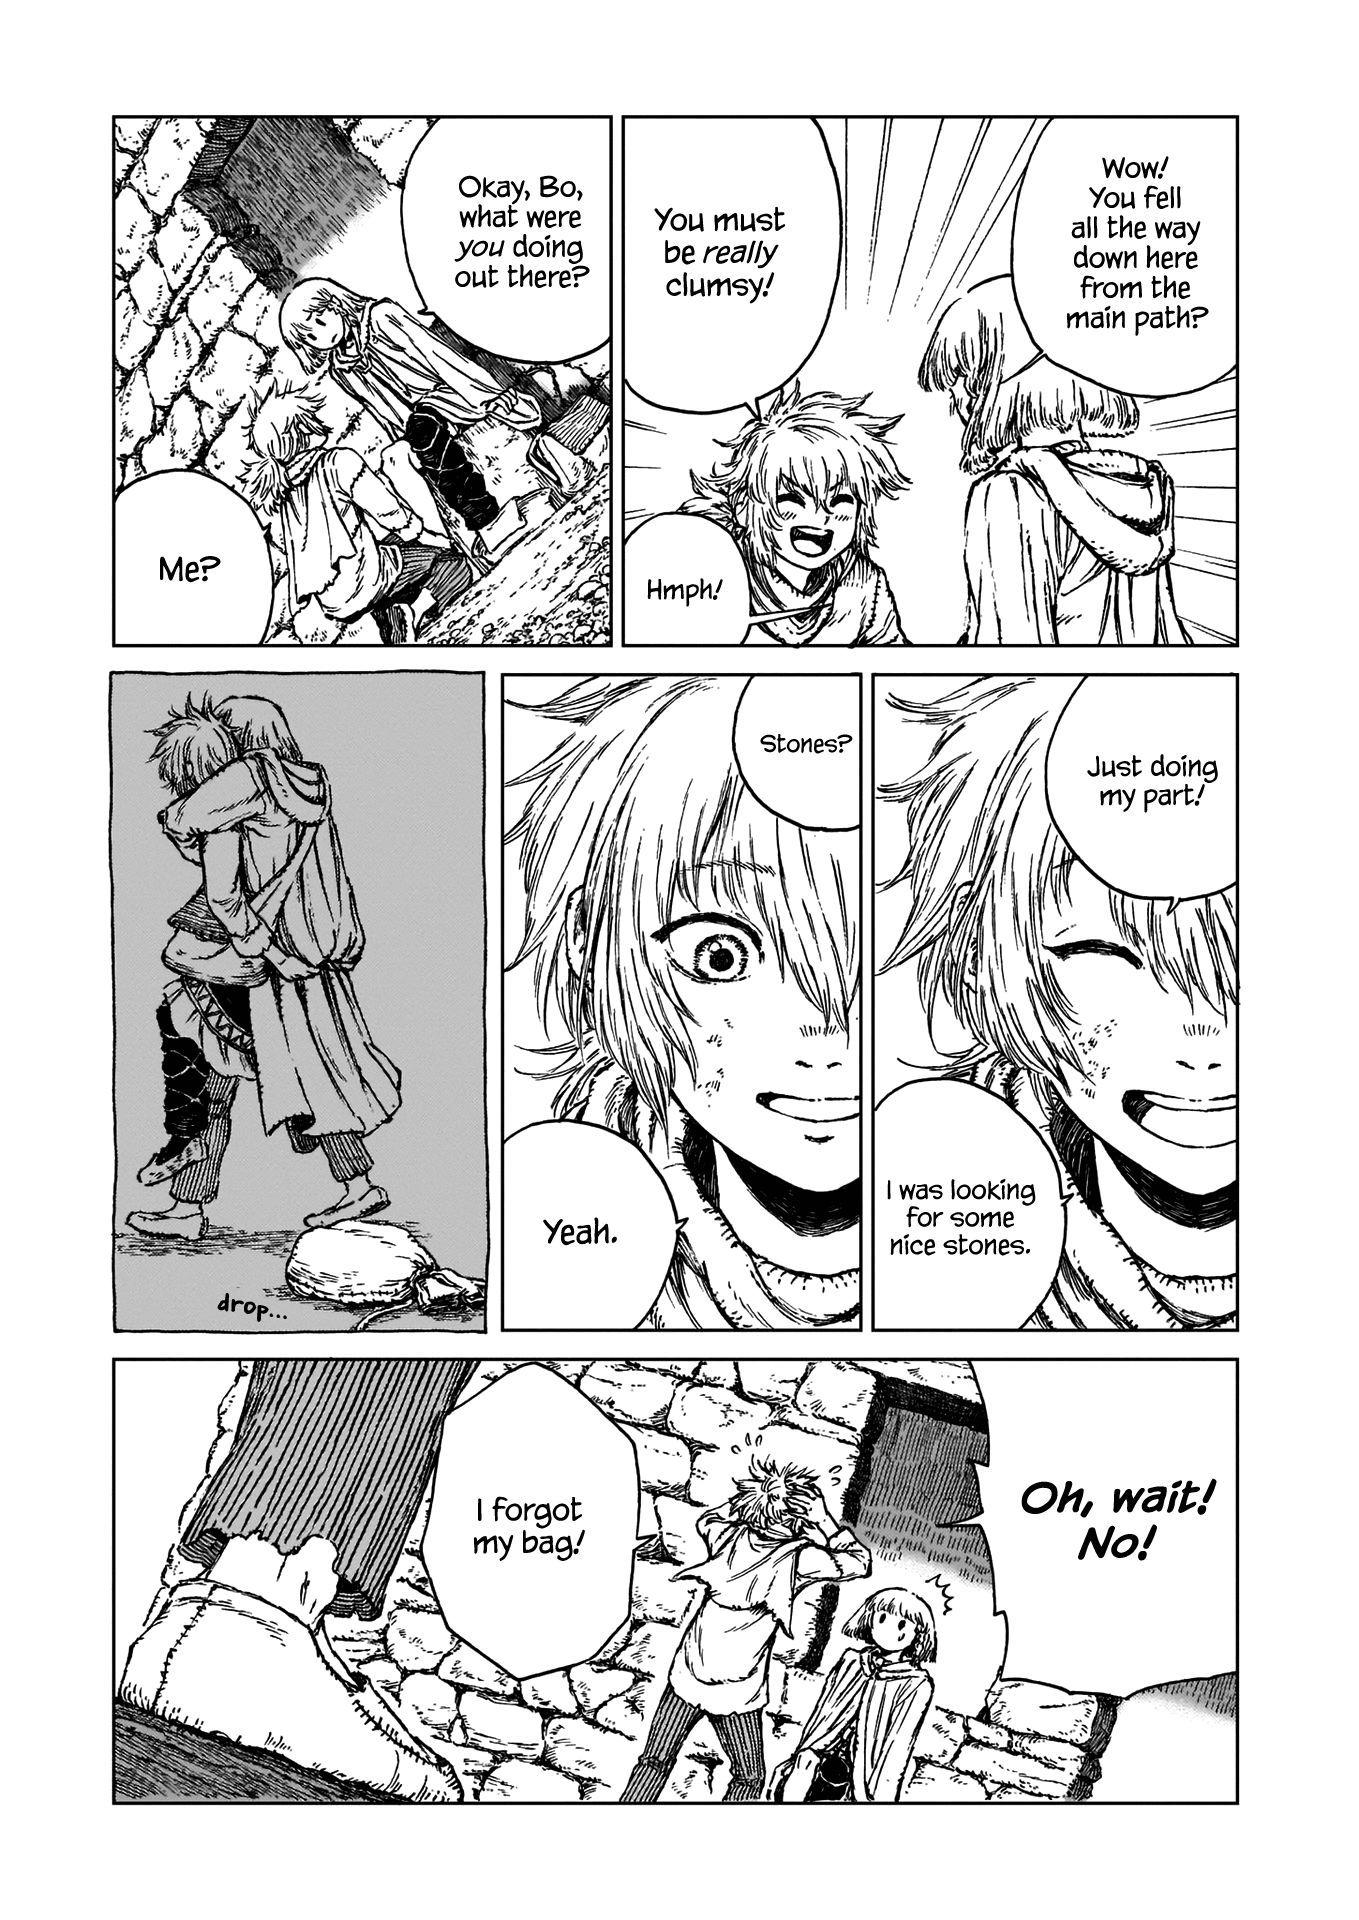 Wow!
You fell
all the way
down here
from the
main path?
You must
be really
clumsy!
Hmph!
Okay, Bo,
what were
you doing
out there?
Me?
Just doing
my part!
I was looking
for some
nice stones.
Stones?
Yeah.
drop...
Oh, wait!
No!
I forgot
my bag!